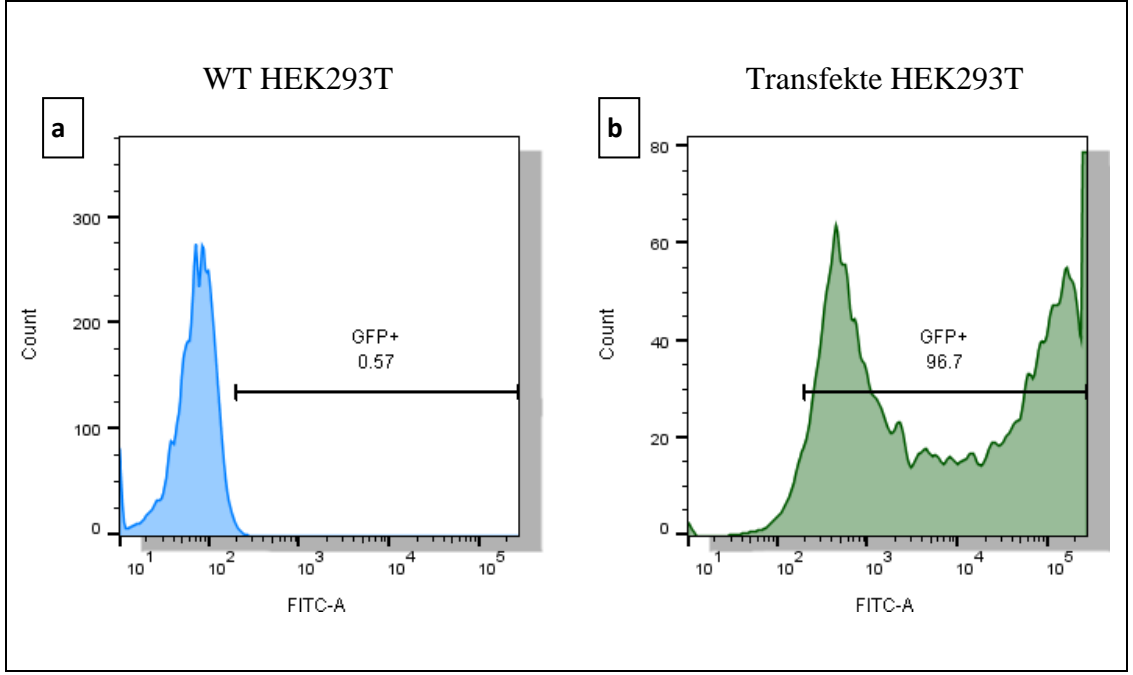 WT HEK293T
a
300
200
100
0
Count
GFP+
0.57
10^1 10^2 10^3 10^4 10^5
FITC-A
Transfekte HEK293T
b
80
60
40
20
0
Count
GFP+
96.7
10^1 10^2 10^3 10^4 10^5
FITC-A